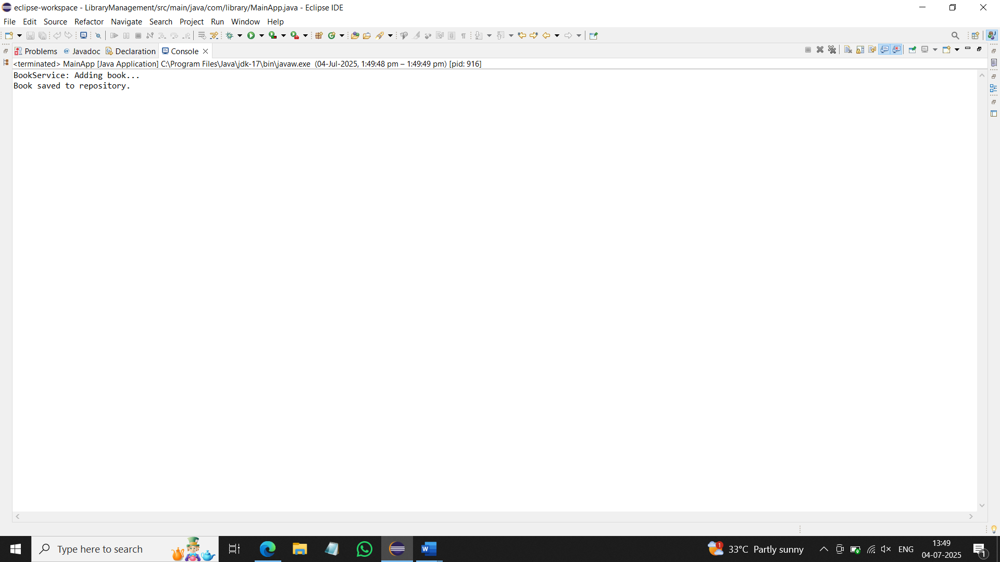 eclipse-workspace - LibraryManagement/src/main/java/com/library/MainApp.java - Eclipse IDE
File Edit Source Refactor Navigate Search Project Run Window Help
Problems @ Javadoc Declaration Console
<terminated> MainApp [Java Application] C:\Program Files\Java\jdk-17\bin\javaw.exe (04-Jul-2025, 1:49:48 pm – 1:49:49 pm) [pid: 916]
BookService: Adding book...
Book saved to repository.
Type here to search
1
33°C Partly sunny
ENG
13:49
04-07-2025
1